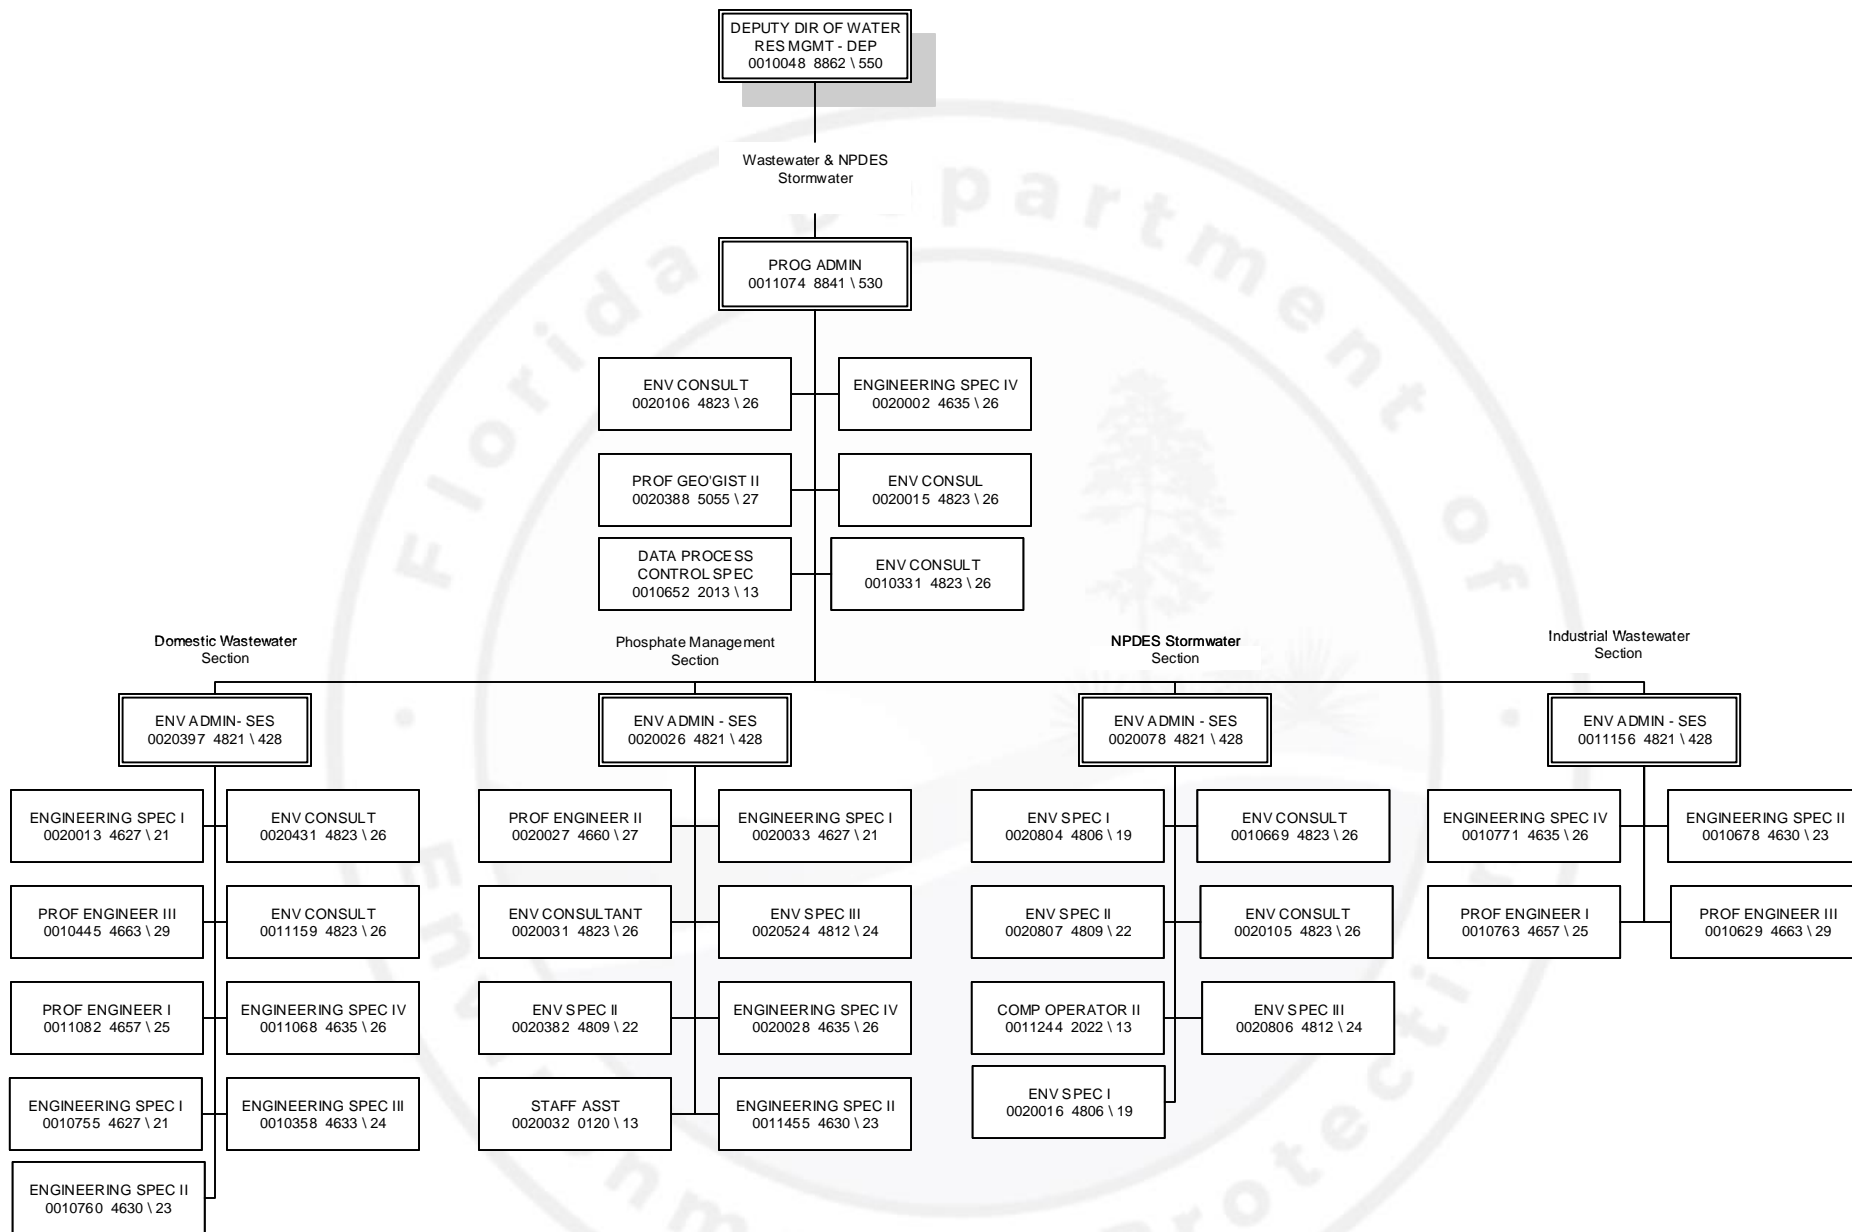 DEPUTY DIR OF WATER
RES MGMT - DEP
0010048 8862 \ 550
Wastewater & NPDES
Stormwater
PROG ADMIN
0011074 8841 \ 530
ENV CONSULT
0020106 4823 \ 26
ENGINEERING SPEC IV
0020002 4635 \ 26
PROF GEO'GIST II
0020388 5055 \ 27
ENV CONSUL
0020015 4823 \ 26
DATA PROCESS
CONTROL SPEC
0010652 2013 \ 13
ENV CONSULT
0010331 4823 \ 26
Domestic Wastewater
Section
Phosphate Management
Section
NPDES Stormwater
Section
Industrial Wastewater
Section
ENV ADMIN- SES
0020397 4821 \ 428
ENV ADMIN - SES
0020026 4821 \ 428
ENV ADMIN - SES
0020078 4821 \ 428
ENV ADMIN - SES
0011156 4821 \ 428
ENGINEERING SPEC I
0020013 4627 \ 21
ENV CONSULT
0020431 4823 \ 26
PROF ENGINEER III
0010445 4663 \ 29
ENV CONSULT
0011159 4823 \ 26
PROF ENGINEER I
0011082 4657 \ 25
ENGINEERING SPEC IV
0011068 4635 \ 26
ENGINEERING SPEC I
0010755 4627 \ 21
ENGINEERING SPEC III
0010358 4633 \ 24
ENGINEERING SPEC II
0010760 4630 \ 23
PROF ENGINEER II
0020027 4660 \ 27
ENGINEERING SPEC I
0020033 4627 \ 21
ENV CONSULTANT
0020031 4823 \ 26
ENV SPEC III
0020524 4812 \ 24
ENV SPEC II
0020382 4809 \ 22
ENGINEERING SPEC IV
0020028 4635 \ 26
STAFF ASST
0020032 0120 \ 13
ENGINEERING SPEC II
0011455 4630 \ 23
ENV SPEC I
0020804 4806 \ 19
ENV CONSULT
0010669 4823 \ 26
ENV SPEC II
0020807 4809 \ 22
ENV CONSULT
0020105 4823 \ 26
COMP OPERATOR II
0011244 2022 \ 13
ENV SPEC III
0020806 4812 \ 24
ENV SPEC I
0020016 4806 \ 19
ENGINEERING SPEC IV
0010771 4635 \ 26
ENGINEERING SPEC II
0010678 4630 \ 23
PROF ENGINEER I
0010763 4657 \ 25
PROF ENGINEER III
0010629 4663 \ 29
Florida Department of